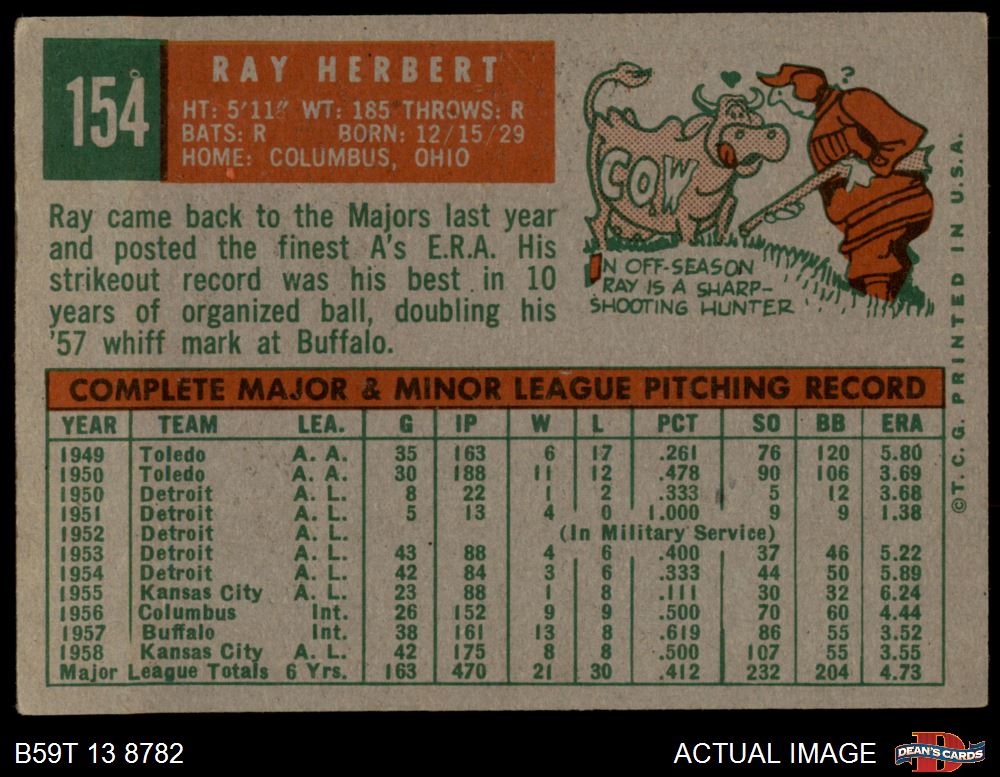 154
RAY HERBERT
HT: 5'11" WT: 185 THROWS: R
BATS: R BORN: 12/15/29
HOME: COLUMBUS, OHIO
Ray came back to the Majors last year
and posted the finest A's E.R.A. His
strikeout record was his best in 10
years of organized ball, doubling his
'57 whiff mark at Buffalo.
?
COW
IN OFF-SEASON
RAY IS A SHARP-
SHOOTING HUNTER
COMPLETE MAJOR & MINOR LEAGUE PITCHING RECORD
YEAR TEAM LEA. G IP W L PCT SO BB ERA
1949 Toledo A. A. 35 163 6 17 .261 76 120 5.80
1950 Toledo A. A. 30 188 11 12 .478 90 106 3.69
1950 Detroit A. L. 8 22 1 2 .333 5 12 3.68
1951 Detroit A. L. 5 13 4 0 1.000 9 9 1.38
1952 Detroit A. L. (In Military Service)
1953 Detroit A. L. 43 88 4 6 .400 37 46 5.22
1954 Detroit A. L. 42 84 3 6 .333 44 50 5.89
1955 Kansas City A. L. 23 88 1 8 .111 30 32 6.24
1956 Columbus Int. 26 152 9 9 .500 70 60 4.44
1957 Buffalo Int. 38 161 13 8 .619 86 55 3.52
1958 Kansas City A. L. 42 175 8 8 .500 107 55 3.55
Major League Totals 6 Yrs. 163 470 21 30 .412 232 204 4.73
©T.C.G. PRINTED IN U.S.A.
B59T 13 8782
ACTUAL IMAGE
D
DEAN'S CARDS